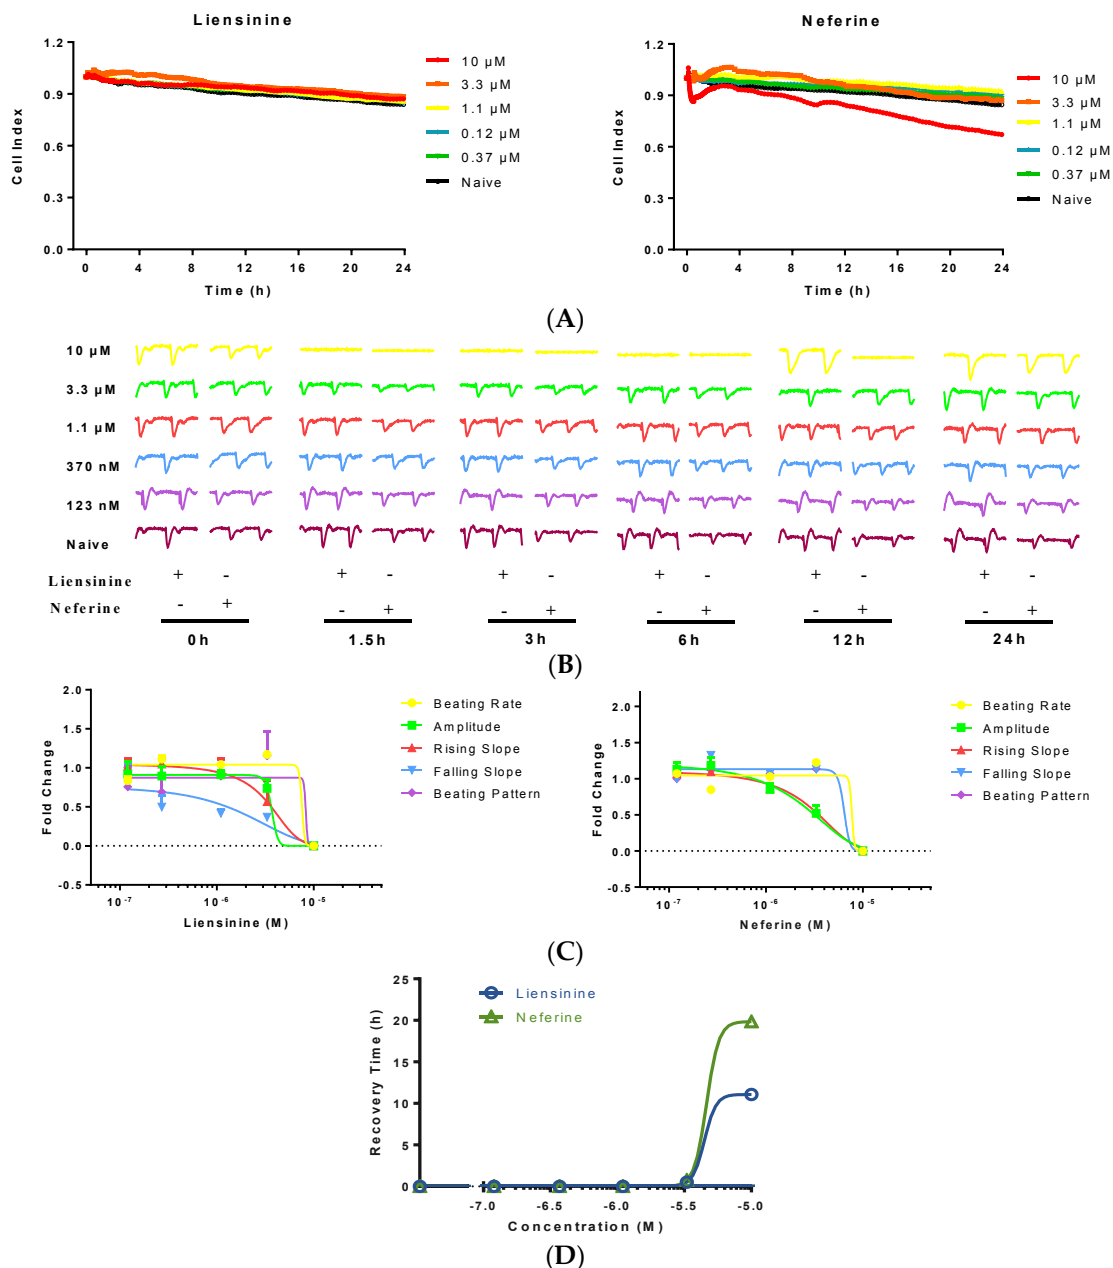 Liensinine
Cell Index
1.2
0.9
0.6
0.3
0.0
0 4 8 12 16 20 24
Time (h)
10 µM
3.3 µM
1.1 µM
0.12 µM
0.37 µM
Naive
Neferine
Cell Index
1.2
0.9
0.6
0.3
0.0
0 4 8 12 16 20 24
Time (h)
10 µM
3.3 µM
1.1 µM
0.12 µM
0.37 µM
Naive
(A)
10 µM
3.3 µM
1.1 µM
370 nM
123 nM
Naive
Liensinine + - + - + - + - + - + -
Neferine - + - + - + - + - + - +
0h 1.5h 3h 6h 12h 24h
(B)
Fold Change
2.0
1.5
1.0
0.5
0.0
-0.5
10-7 10-6 10-5
Liensinine (M)
Beating Rate
Amplitude
Rising Slope
Falling Slope
Beating Pattern
Fold Change
2.0
1.5
1.0
0.5
0.0
-0.5
10-7 10-6 10-5
Neferine (M)
Beating Rate
Amplitude
Rising Slope
Falling Slope
Beating Pattern
(C)
Recovery Time (h)
25
20
15
10
5
0
-7.0 -6.5 -6.0 -5.5 -5.0
Concentration (M)
Liensinine
Neferine
(D)